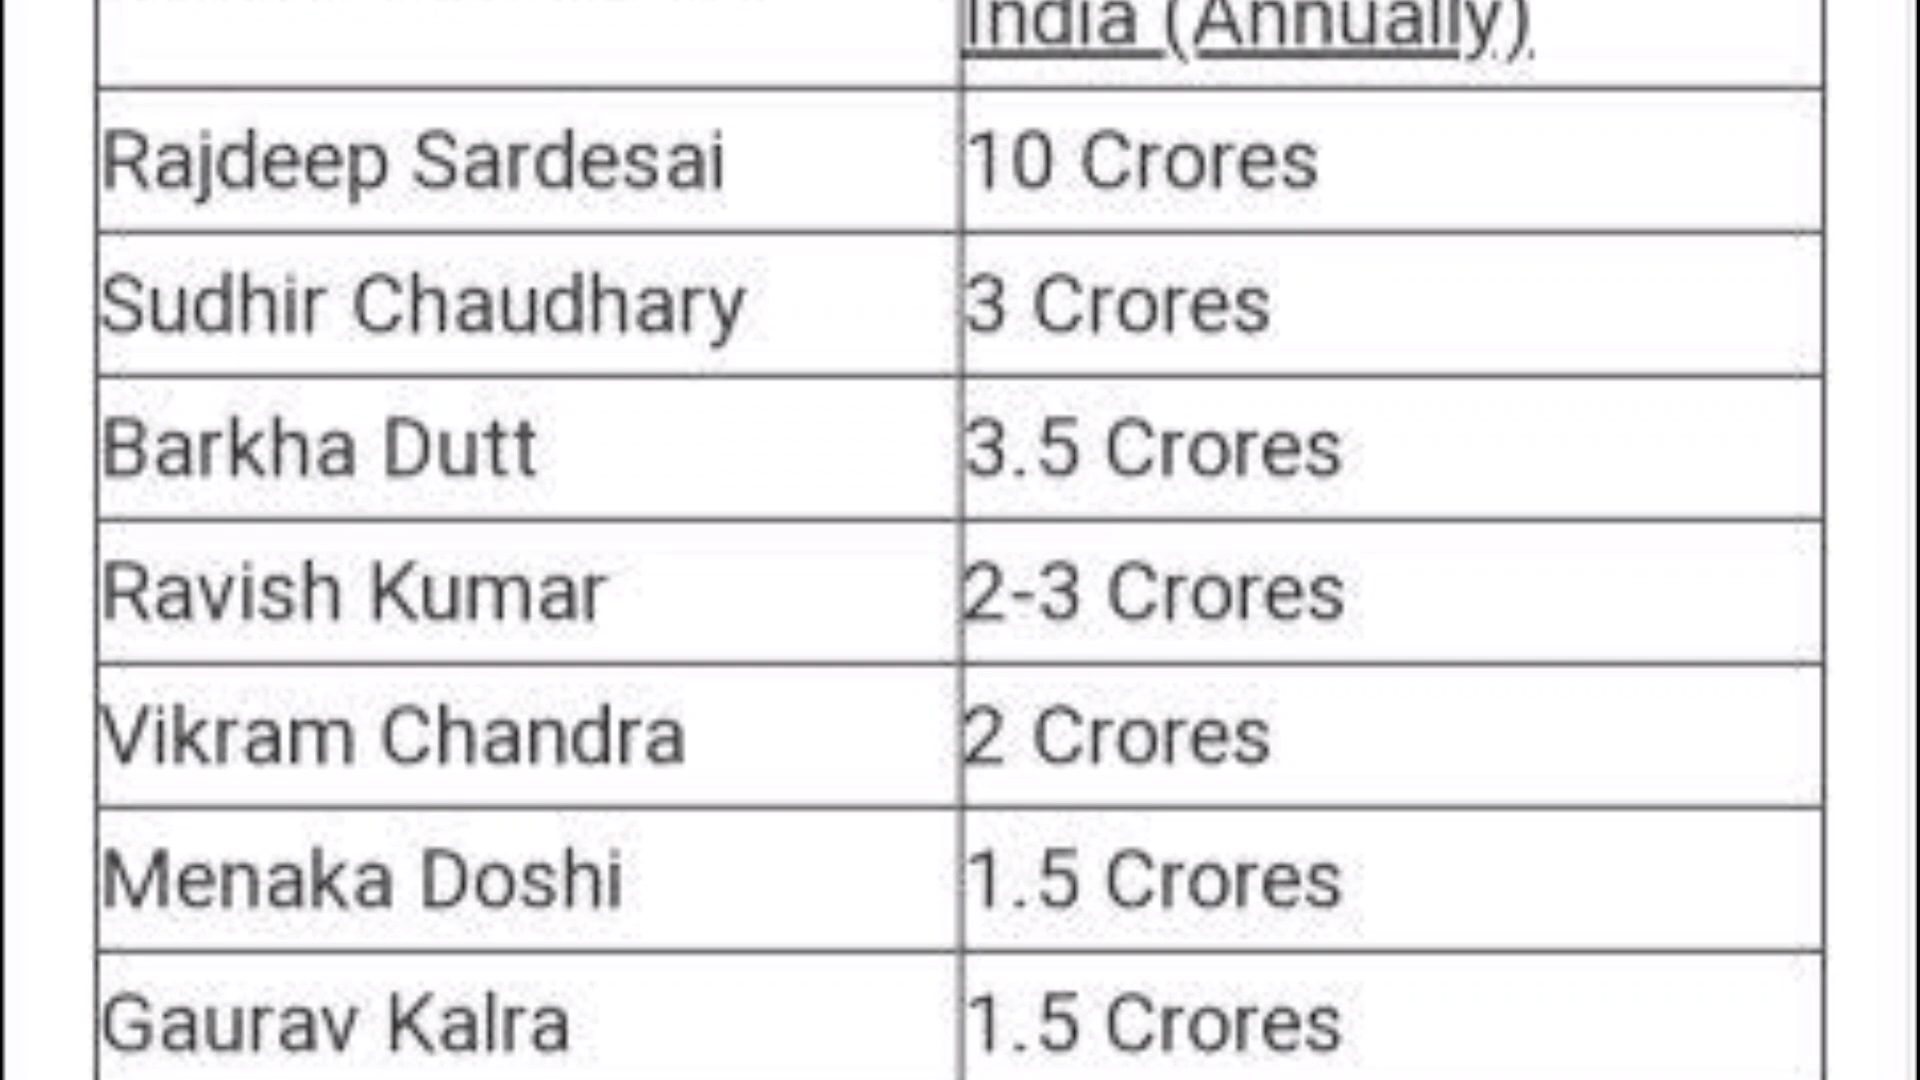 India (Annually)
Rajdeep Sardesai 10 Crores
Sudhir Chaudhary 3 Crores
Barkha Dutt 3.5 Crores
Ravish Kumar 2-3 Crores
Vikram Chandra 2 Crores
Menaka Doshi 1.5 Crores
Gaurav Kalra 1.5 Crores